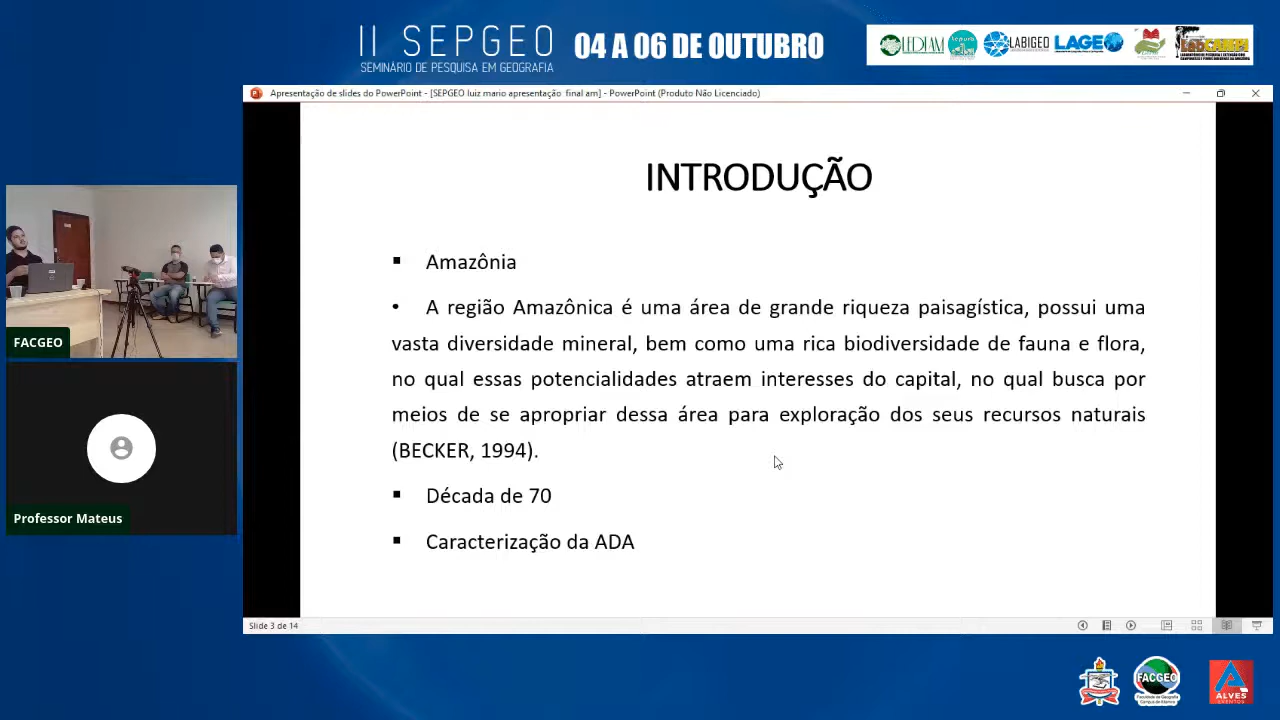 II SEPGEO
SEMINÁRIO DE PESQUISA EM GEOGRAFIA
04 A 06 DE OUTUBRO
LABIGEO
LAGE
Apresentação de slides do PowerPoint - [SEPGEO luiz mario apresentação final am] - PowerPoint (Produto Não Licenciado)
INTRODUÇÃO
▪ Amazônia
• A região Amazônica é uma área de grande riqueza paisagística, possui uma
vasta diversidade mineral, bem como uma rica biodiversidade de fauna e flora,
no qual essas potencialidades atraem interesses do capital, no qual busca por
meios de se apropriar dessa área para exploração dos seus recursos naturais
(BECKER, 1994).
▪ Década de 70
▪ Caracterização da ADA
FACGEO
Professor Mateus
Slide 3 de 14
FACGEO
ALVES
EVENTOS